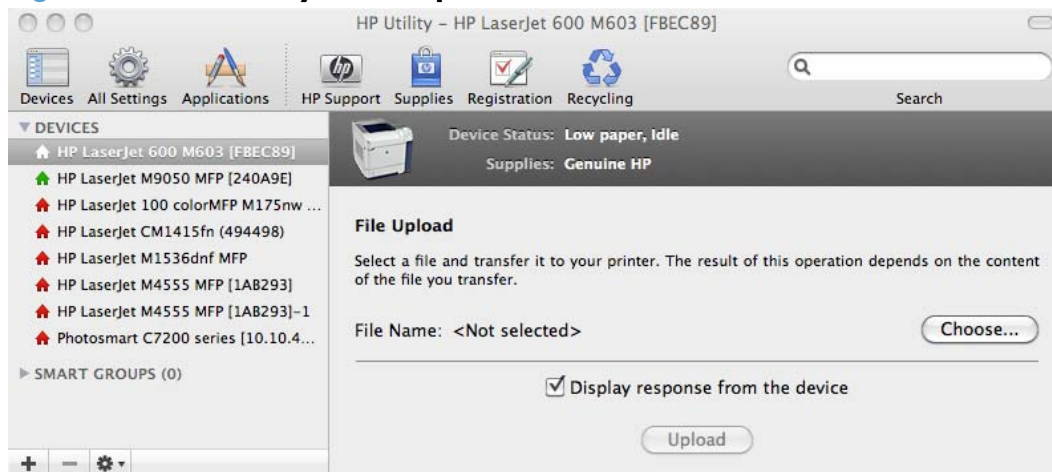 HP Utility – HP LaserJet 600 M603 [FBEC89]
Devices All Settings Applications HP Support Supplies Registration Recycling Search
DEVICES
HP LaserJet 600 M603 [FBEC89]
HP LaserJet M9050 MFP [240A9E]
HP LaserJet 100 colorMFP M175nw ...
HP LaserJet CM1415fn (494498)
HP LaserJet M1536dnf MFP
HP LaserJet M4555 MFP [1AB293]
HP LaserJet M4555 MFP [1AB293]-1
Photosmart C7200 series [10.10.4...
SMART GROUPS (0)
Device Status: Low paper, Idle
Supplies: Genuine HP
File Upload
Select a file and transfer it to your printer. The result of this operation depends on the content
of the file you transfer.
File Name: <Not selected>
Choose...
Display response from the device
Upload